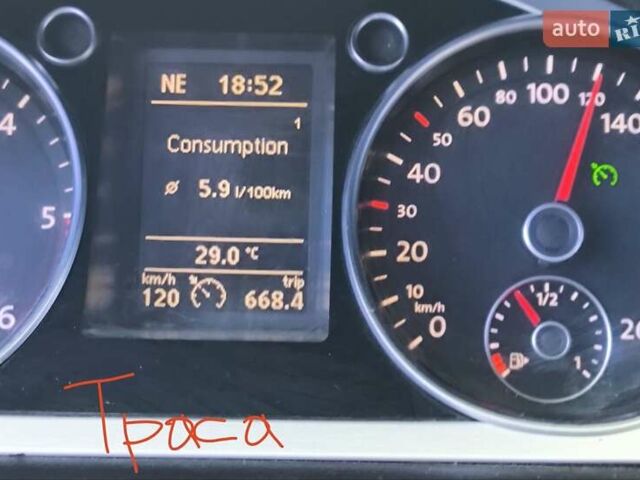 auto RIA
NE 18:52
1
Consumption
ø 5.9 l/100km
29.0 °C
km/h trip
120 668.4
4
5
6
0
10
20
30
40
50
60
80
100
120
140
km/h
1/2
1
Траса